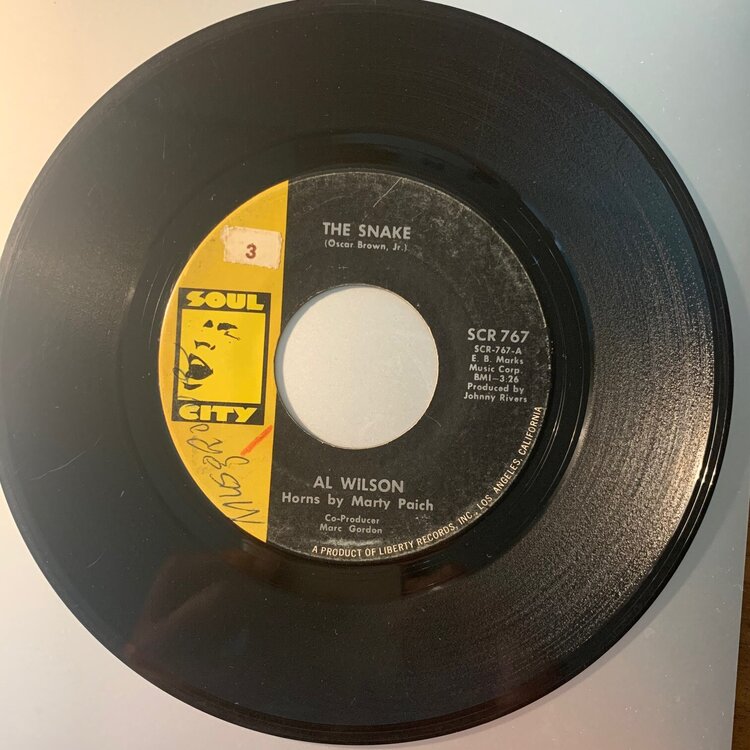 THE SNAKE
(Oscar Brown, Jr.)
3
SOUL
CITY
SCR 767
SCR-767-A
E. B. Marks
Music Corp.
BMI—3.26
Produced by
Johnny Rivers
AL WILSON
Horns by Marty Paich
Co-Producer
Marc Gordon
A PRODUCT OF LIBERTY RECORDS, INC., LOS ANGELES, CALIFORNIA